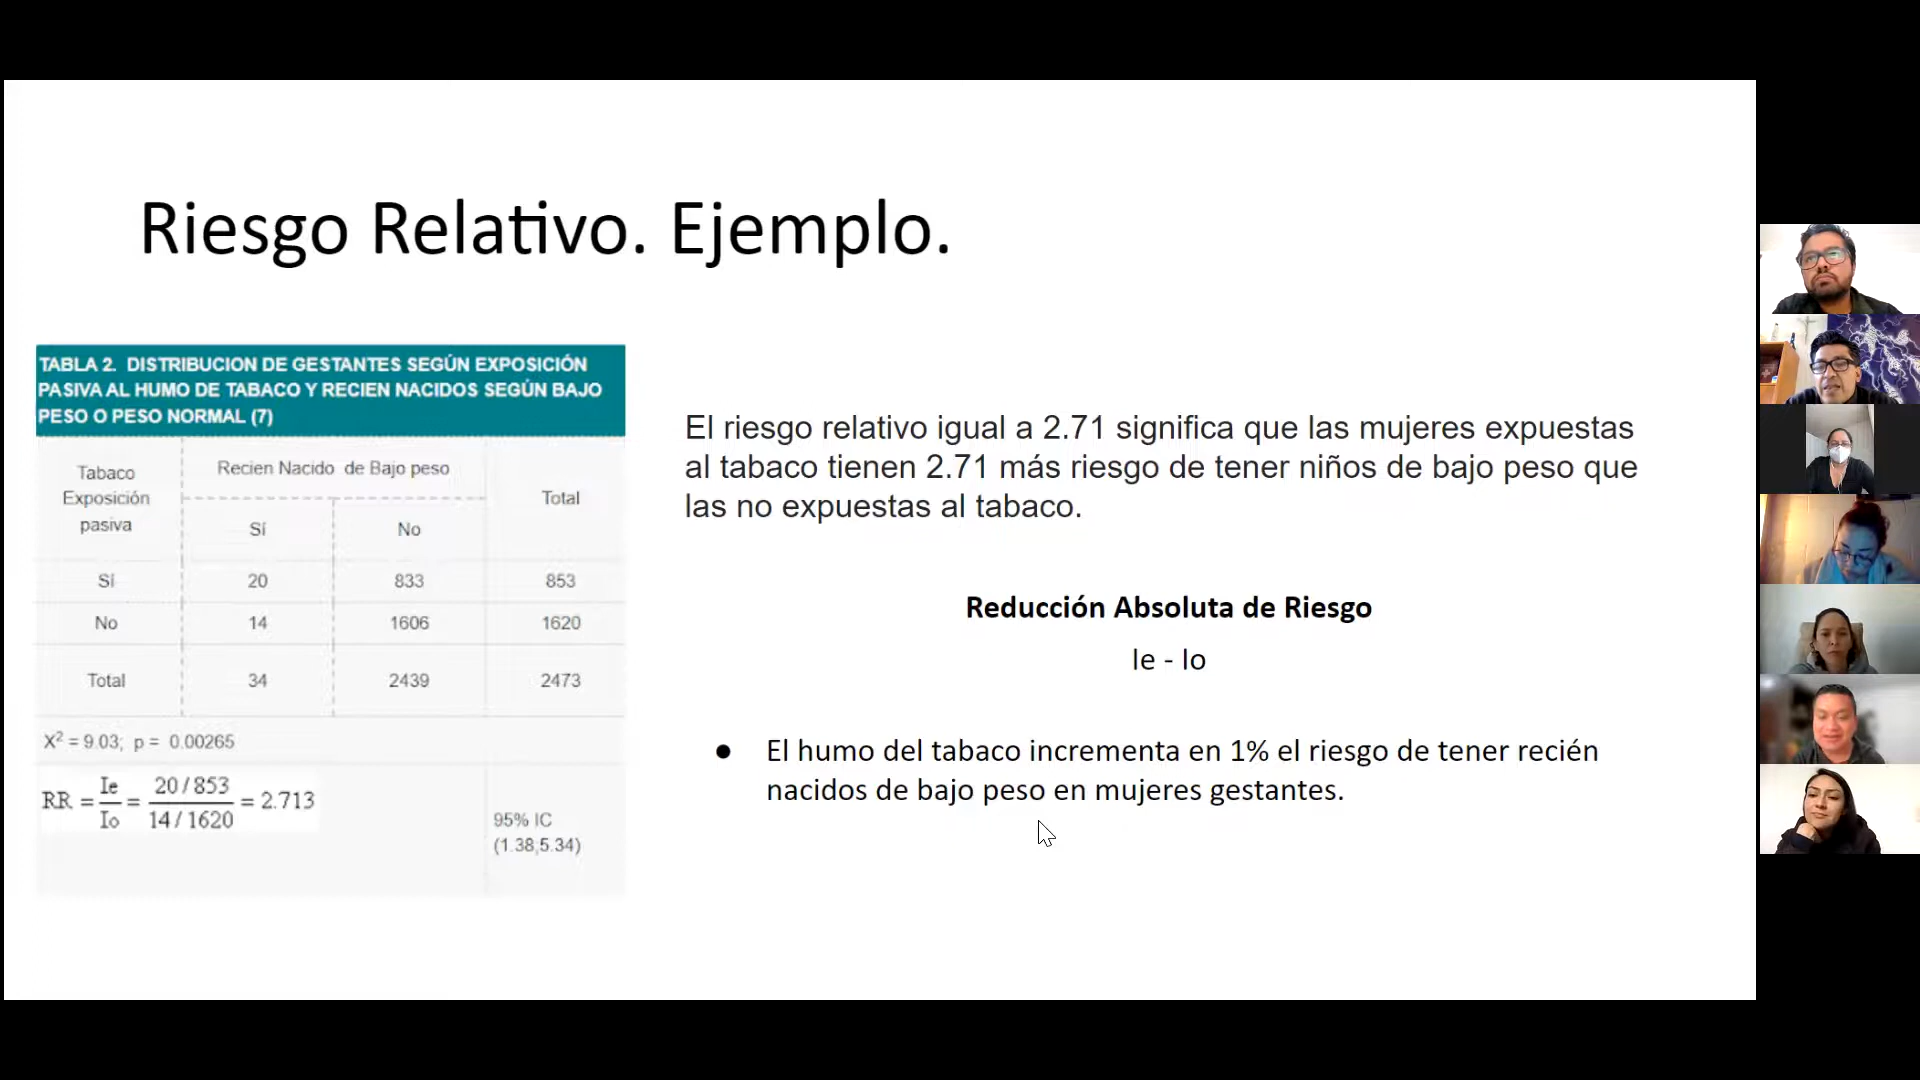 Riesgo Relativo. Ejemplo.
TABLA 2. DISTRIBUCION DE GESTANTES SEGÚN EXPOSICIÓN
PASIVA AL HUMO DE TABACO Y RECIEN NACIDOS SEGÚN BAJO
PESO O PESO NORMAL (7)
Tabaco
Exposición
pasiva
Recien Nacido de Bajo peso
Total
Sí
No
Sí 20 833 853
No 14 1606 1620
Total 34 2439 2473
X² = 9.03; p = 0.00265
RR = Ie/Io = 20 / 853 / 14 / 1620 = 2.713
95% IC
(1.38,5.34)
El riesgo relativo igual a 2.71 significa que las mujeres expuestas
al tabaco tienen 2.71 más riesgo de tener niños de bajo peso que
las no expuestas al tabaco.
Reducción Absoluta de Riesgo
Ie - Io
● El humo del tabaco incrementa en 1% el riesgo de tener recién
nacidos de bajo peso en mujeres gestantes.